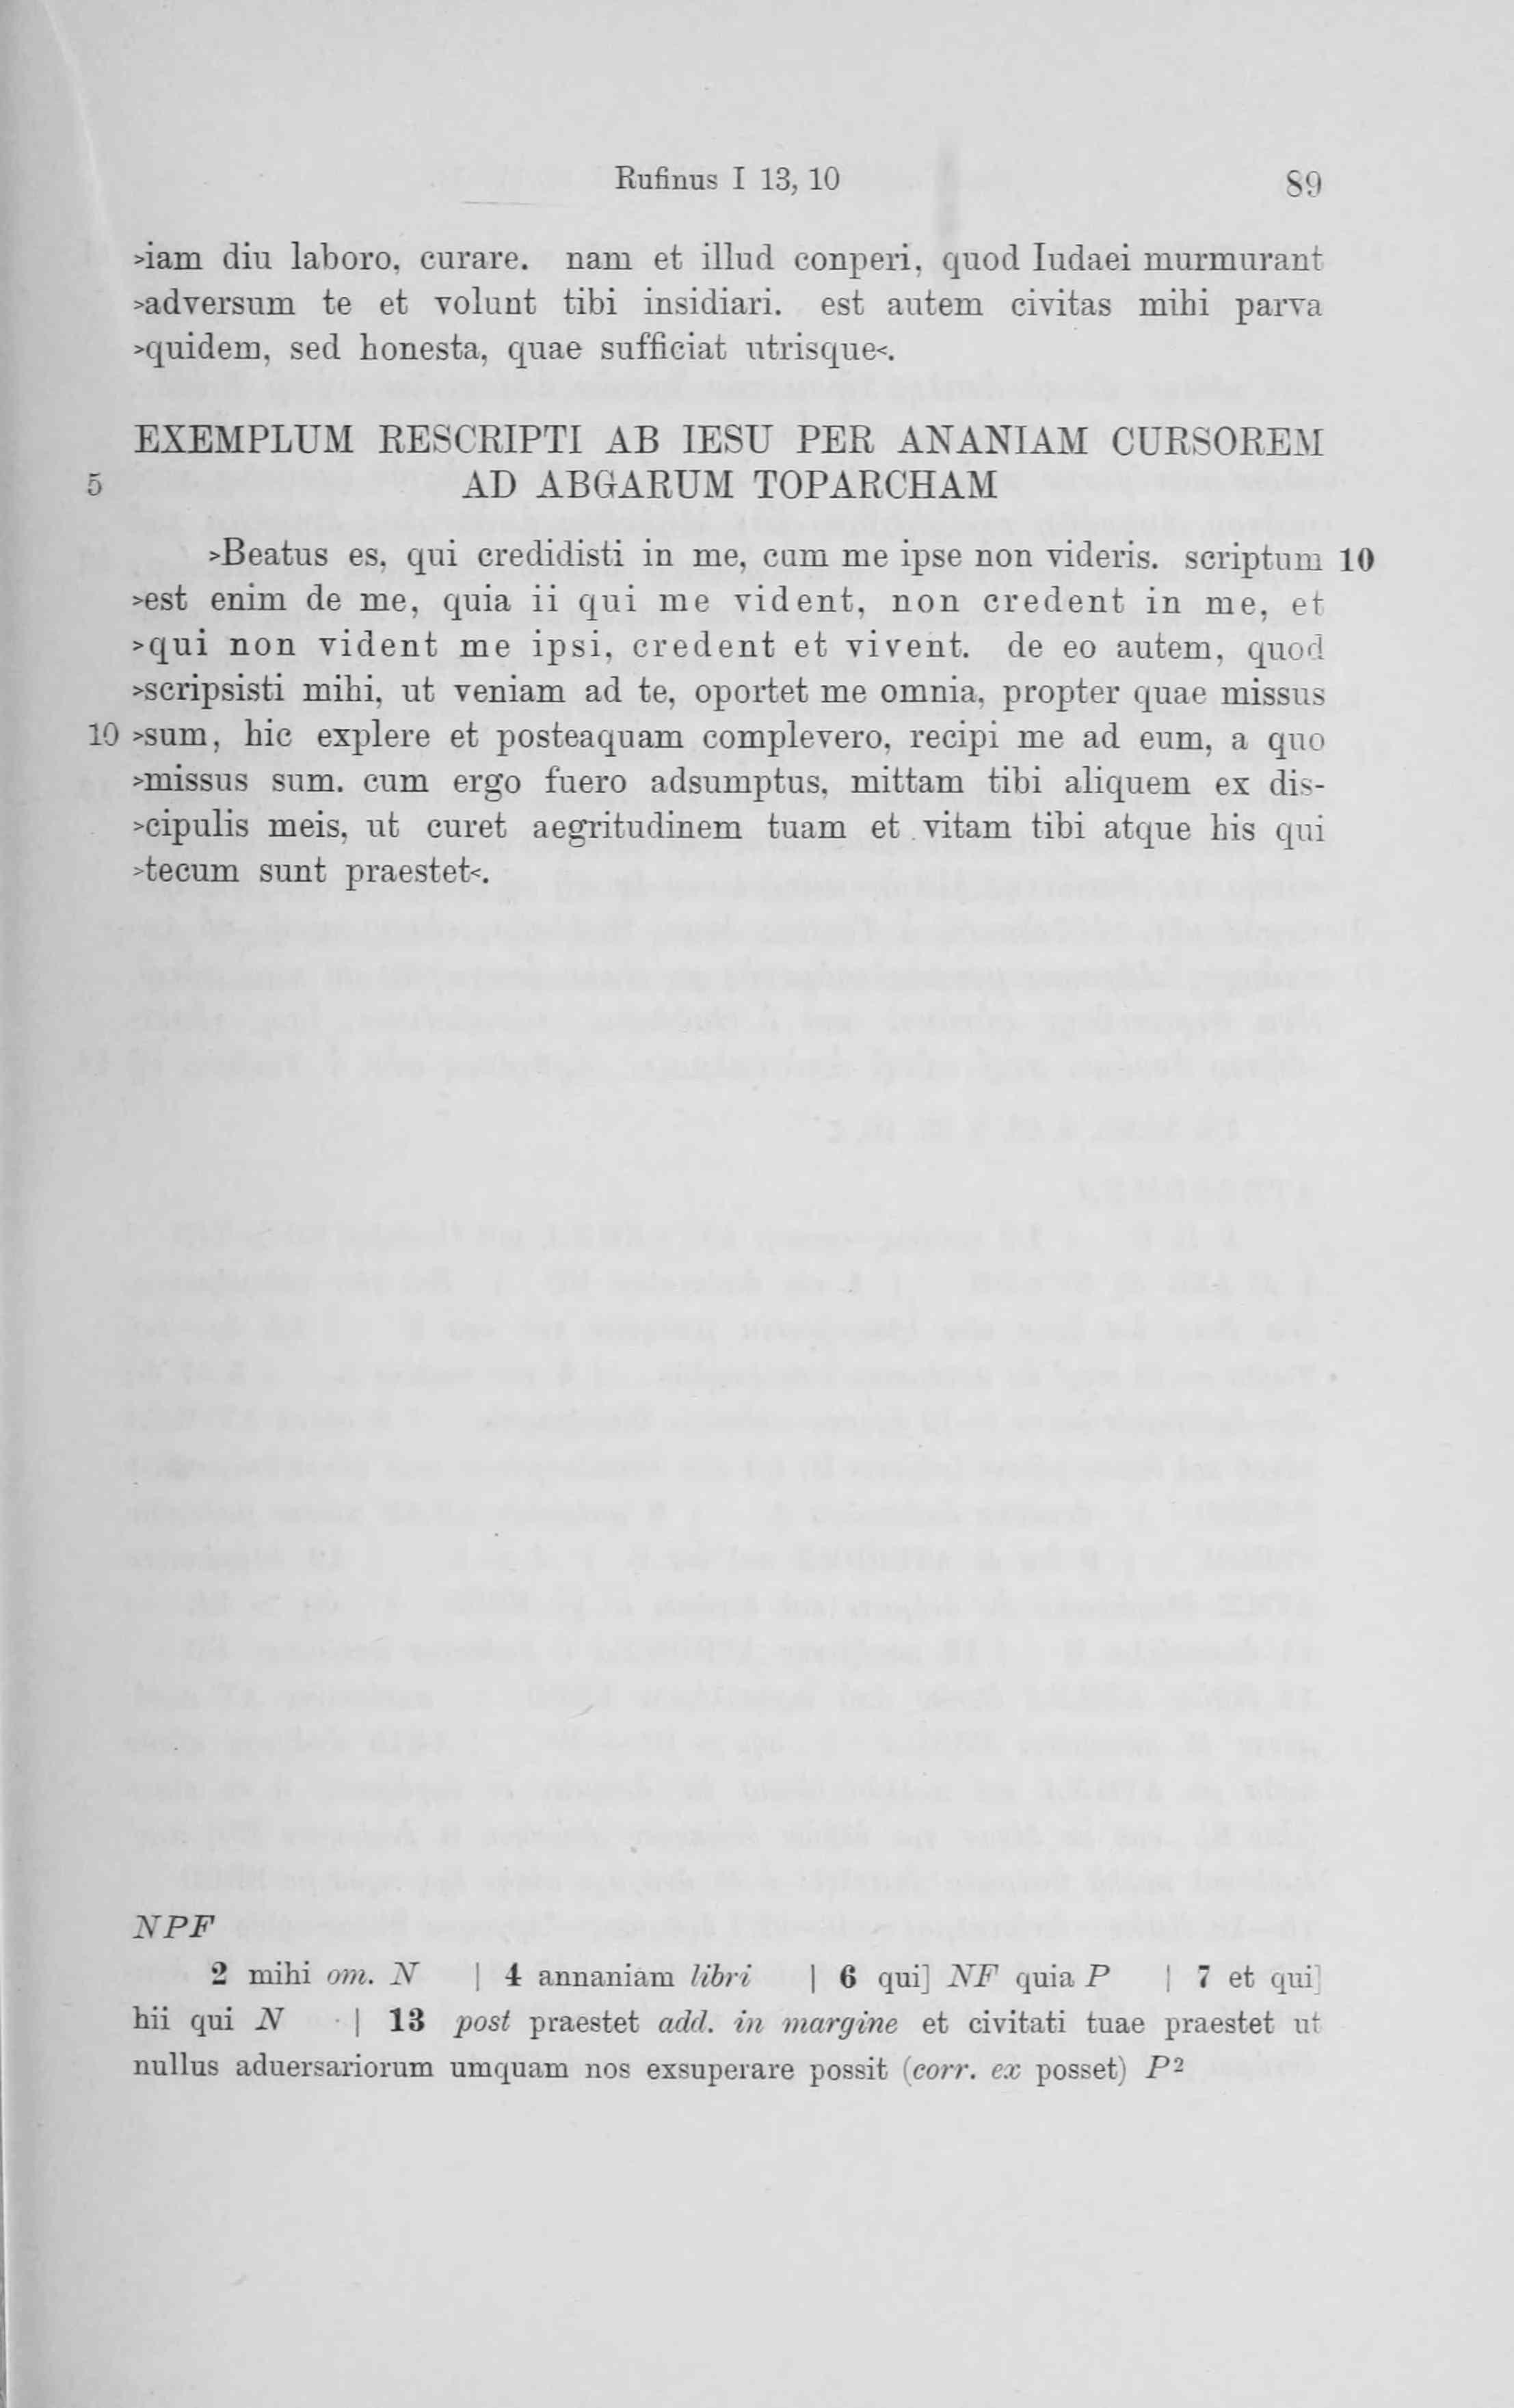 Rufinus I 13, 10 89
>iam diu laboro, curare. nam et illud conperi, quod Iudaei murmurant
>adversum te et volunt tibi insidiari. est autem civitas mihi parva
>quidem, sed honesta, quae sufficiat utrisque<.
EXEMPLUM RESCRIPTI AB IESU PER ANANIAM CURSOREM
5 AD ABGARUM TOPARCHAM
>Beatus es, qui credidisti in me, cum me ipse non videris. scriptum 10
>est enim de me, quia ii qui me vident, non credent in me, et
>qui non vident me ipsi, credent et vivent. de eo autem, quod
>scripsisti mihi, ut veniam ad te, oportet me omnia, propter quae missus
10 >sum, hic explere et posteaquam complevero, recipi me ad eum, a quo
>missus sum. cum ergo fuero adsumptus, mittam tibi aliquem ex dis-
>cipulis meis, ut curet aegritudinem tuam et vitam tibi atque his qui
>tecum sunt praestet<.
NPF
2 mihi om. N | 4 annaniam libri | 6 qui] NF quia P | 7 et qui]
hii qui N | 13 post praestet add. in margine et civitati tuae praestet ut
nullus aduersariorum umquam nos exsuperare possit (corr. ex posset) P2